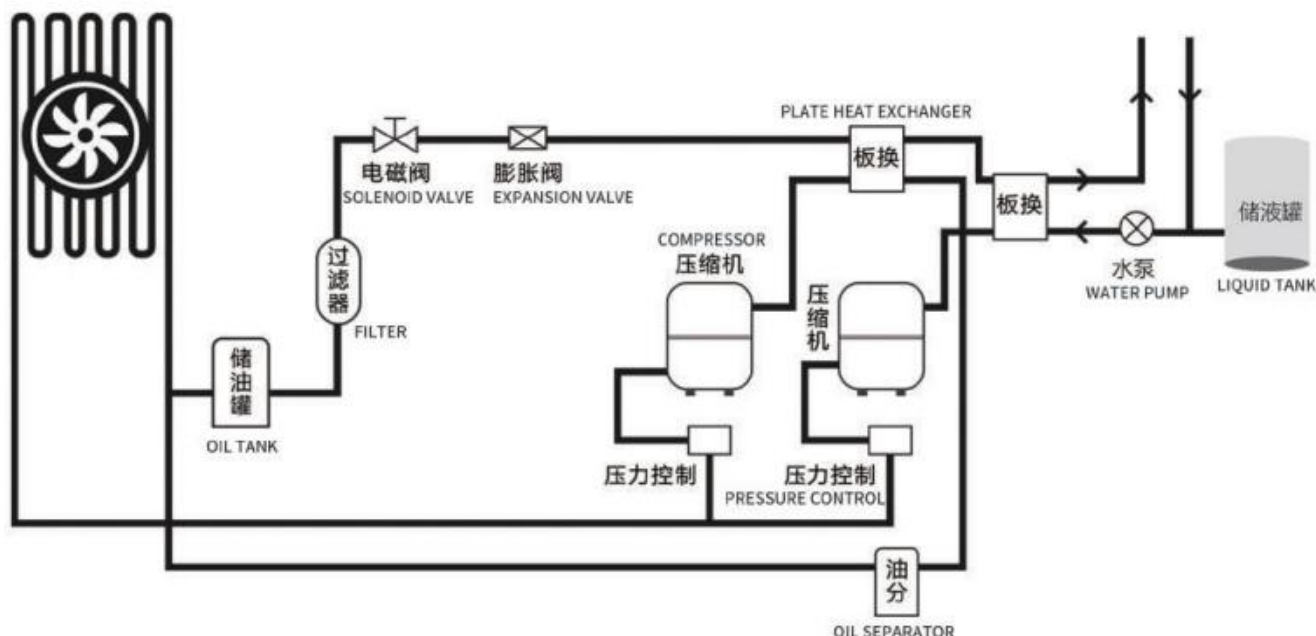 PLATE HEAT EXCHANGER
板换
电磁阀
SOLENOID VALVE
膨胀阀
EXPANSION VALVE
板换
储液罐
LIQUID TANK
水泵
WATER PUMP
COMPRESSOR
压缩机
压缩机
过滤器
FILTER
储油罐
OIL TANK
压力控制
压力控制
PRESSURE CONTROL
油分
OIL SEPARATOR